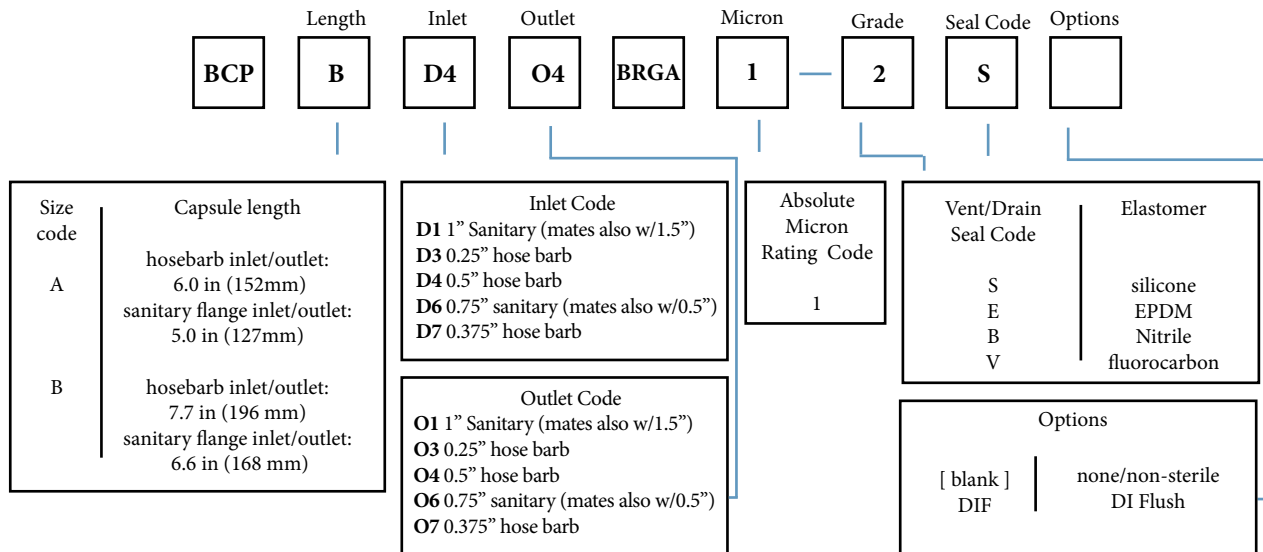 Length Inlet Outlet Micron Grade Seal Code Options
BCP B D4 O4 BRGA 1 — 2 S
Size code
Capsule length
A
hosebarb inlet/outlet:
6.0 in (152mm)
sanitary flange inlet/outlet:
5.0 in (127mm)
B
hosebarb inlet/outlet:
7.7 in (196 mm)
sanitary flange inlet/outlet:
6.6 in (168 mm)
Inlet Code
D1 1” Sanitary (mates also w/1.5”)
D3 0.25” hose barb
D4 0.5” hose barb
D6 0.75” sanitary (mates also w/0.5”)
D7 0.375” hose barb
Outlet Code
O1 1” Sanitary (mates also w/1.5”)
O3 0.25” hose barb
O4 0.5” hose barb
O6 0.75” sanitary (mates also w/0.5”)
O7 0.375” hose barb
Absolute
Micron
Rating Code
1
Vent/Drain
Seal Code
Elastomer
S silicone
E EPDM
B Nitrile
V fluorocarbon
Options
[ blank ] none/non-sterile
DIF DI Flush